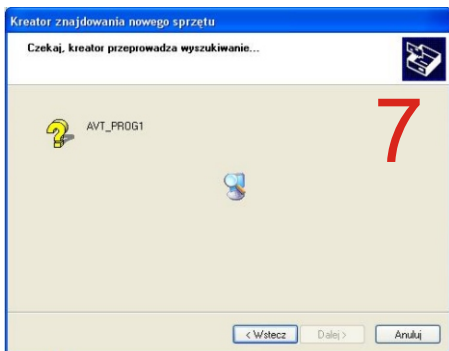 Kreator znajdowania nowego sprzętu
Czekaj, kreator przeprowadza wyszukiwanie...
7
AVT_PROG1
< Wstecz
Dalej >
Anuluj